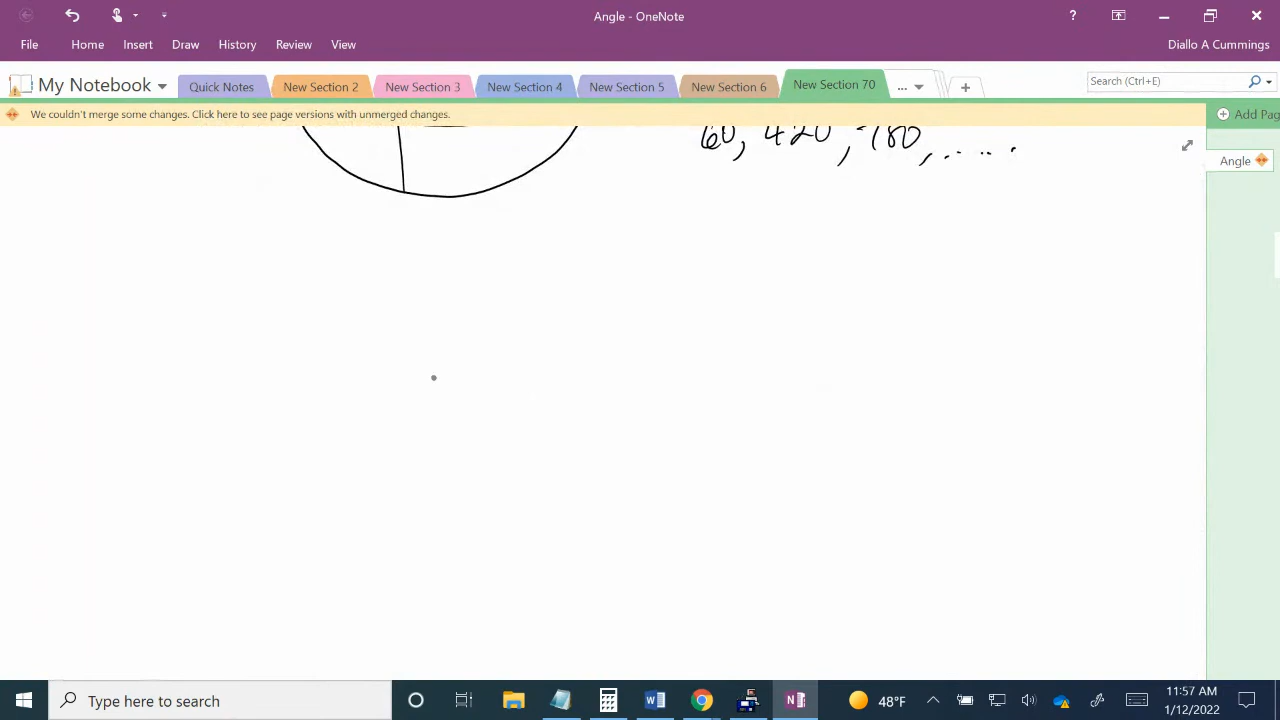 Angle - OneNote
?
File Home Insert Draw History Review View
Diallo A Cummings
My Notebook Quick Notes New Section 2 New Section 3 New Section 4 New Section 5 New Section 6 New Section 70 ... + Search (Ctrl+E)
We couldn't merge some changes. Click here to see page versions with unmerged changes.
Add Pag
60, 420, 780, .....
Angle
Type here to search
48°F
11:57 AM
1/12/2022